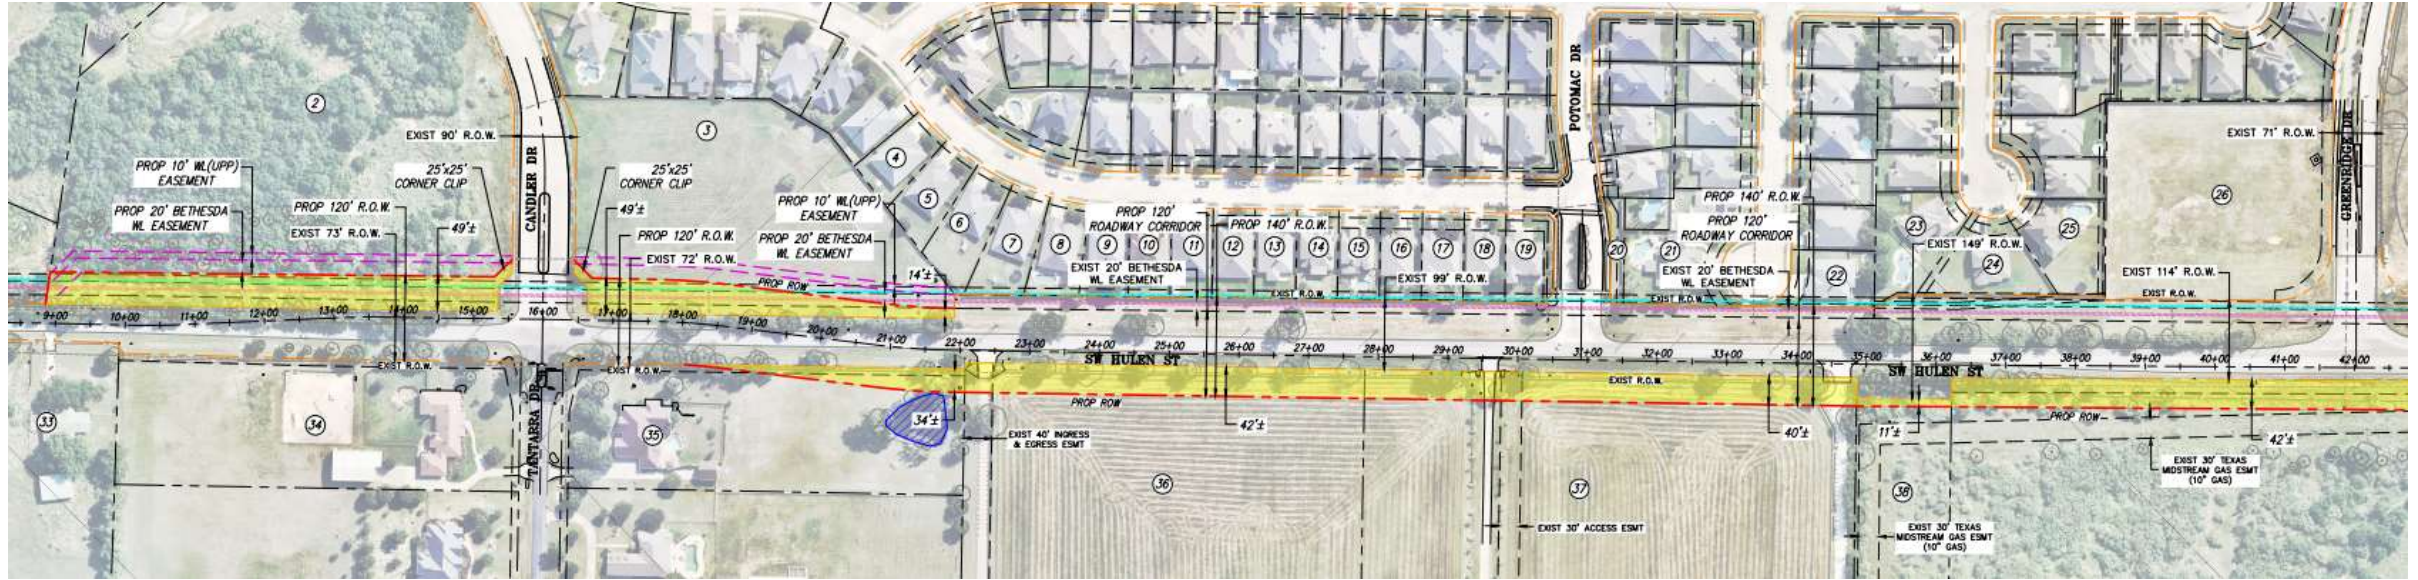 2
EXIST 90' R.O.W.
CANDLER DR
3
PROP 10' WL(UPP)
EASEMENT
25'x25'
CORNER CLIP
25'x25'
CORNER CLIP
PROP 20' BETHESDA
WL EASEMENT
PROP 120' R.O.W.
EXIST 73' R.O.W.
49'±
49'±
PROP 120' R.O.W.
EXIST 72' R.O.W.
PROP 10' WL(UPP)
EASEMENT
PROP 20' BETHESDA
WL EASEMENT
14'±
PROP ROW
4
5
6
7
8
9
10
11
12
13
14
15
16
17
18
19
20
21
22
23
24
25
26
PROP 120'
ROADWAY CORRIDOR
PROP 140' R.O.W.
EXIST 20' BETHESDA
WL EASEMENT
EXIST R.O.W.
EXIST 99' R.O.W.
POTOMAC DR
PROP 140' R.O.W.
PROP 120'
ROADWAY CORRIDOR
EXIST 20' BETHESDA
WL EASEMENT
EXIST R.O.W.
EXIST 149' R.O.W.
EXIST 114' R.O.W.
EXIST R.O.W.
EXIST 71' R.O.W.
GREENRIDGE DR
9+00
10+00
11+00
12+00
13+00
14+00
15+00
16+00
17+00
18+00
19+00
20+00
21+00
22+00
23+00
24+00
25+00
26+00
27+00
28+00
29+00
30+00
31+00
32+00
33+00
34+00
35+00
36+00
37+00
38+00
39+00
40+00
41+00
42+00
SW HULEN ST
SW HULEN ST
EXIST R.O.W.
EXIST R.O.W.
EXIST R.O.W.
PROP ROW
PROP ROW
TANTARRA DR
33
34
35
34'±
EXIST 40' INGRESS
& EGRESS ESMT
42'±
36
EXIST 30' ACCESS ESMT
37
40'±
11'±
38
42'±
EXIST 30' TEXAS
MIDSTREAM GAS ESMT
(10" GAS)
EXIST 30' TEXAS
MIDSTREAM GAS ESMT
(10" GAS)